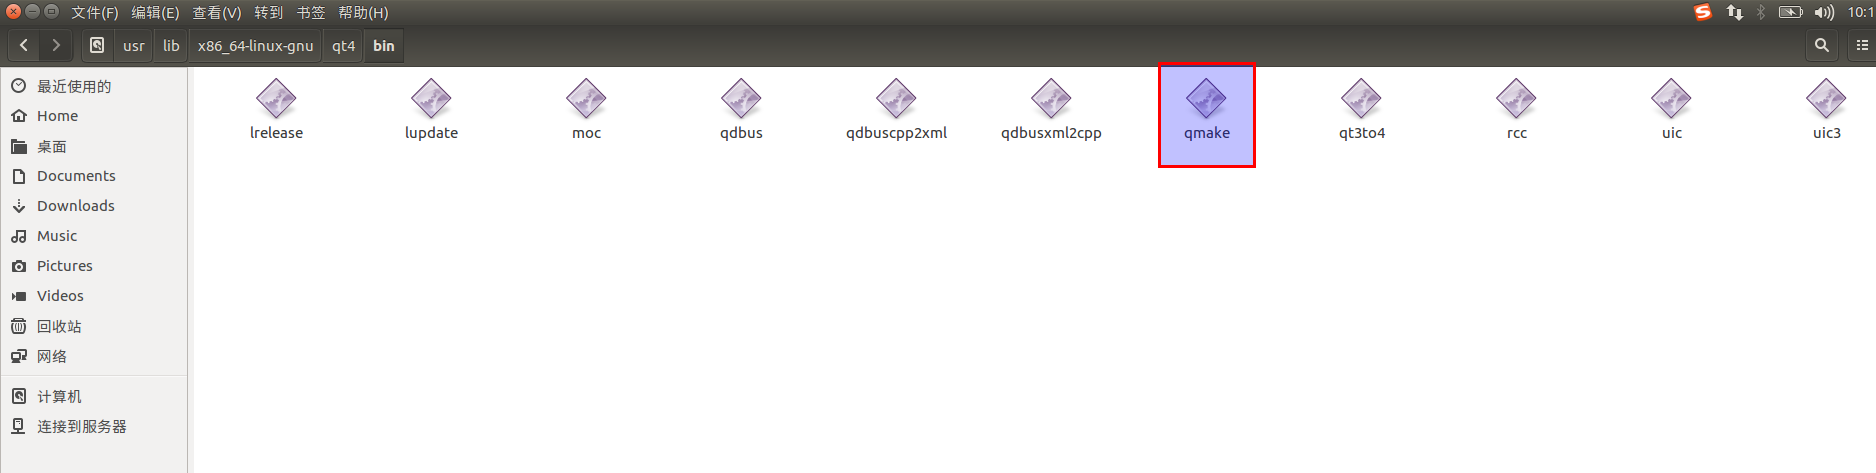 文件(F) 编辑(E) 查看(V) 转到 书签 帮助(H) 10:1
usr lib x86_64-linux-gnu qt4 bin
最近使用的
Home
桌面
Documents
Downloads
Music
Pictures
Videos
回收站
网络
计算机
连接到服务器
lrelease lupdate moc qdbus qdbuscpp2xml qdbusxml2cpp qmake qt3to4 rcc uic uic3